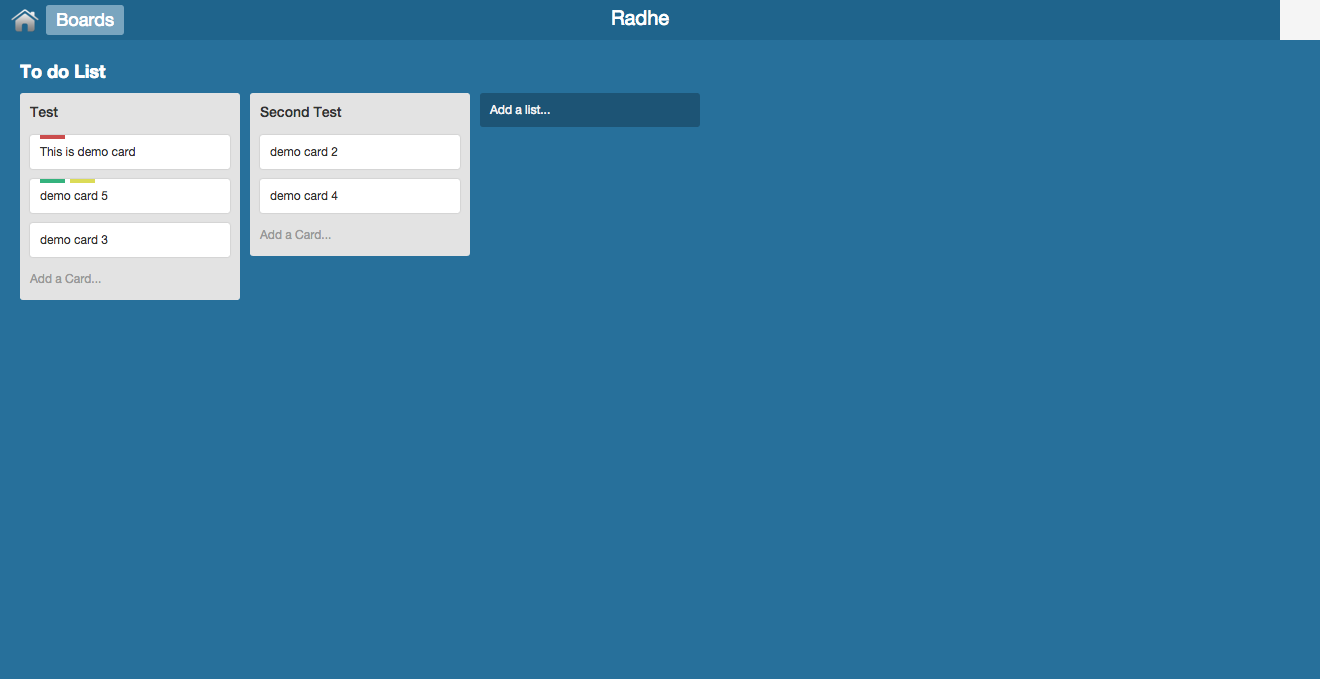 Boards
Radhe
To do List
Test
This is demo card
demo card 5
demo card 3
Add a Card...
Second Test
demo card 2
demo card 4
Add a Card...
Add a list...